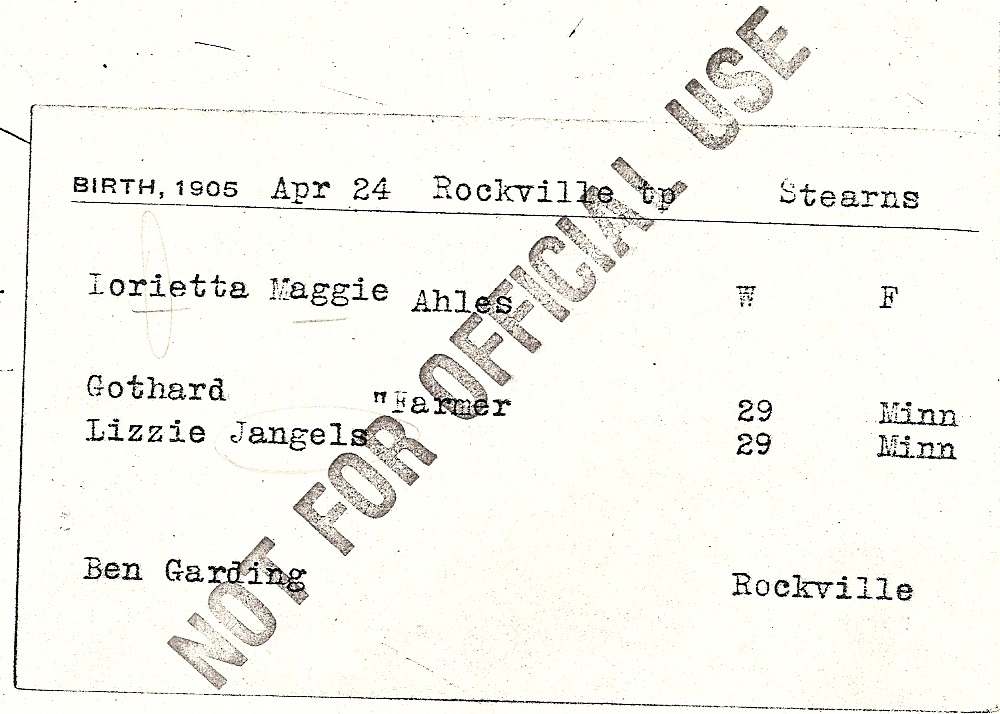 BIRTH, 1905 Apr 24 Rockville tp Stearns
Lorietta Maggie Ahles W F
Gothard "Farmer 29 Minn
Lizzie Jangels 29 Minn
Ben Garding Rockville
NOT FOR OFFICIAL USE